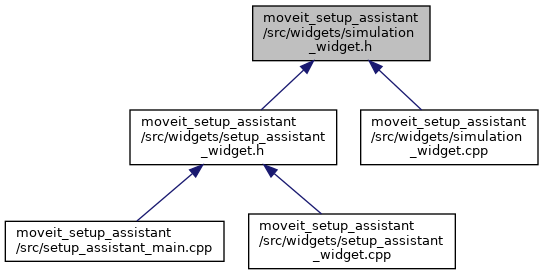 moveit_setup_assistant
/src/widgets/simulation
_widget.h
moveit_setup_assistant
/src/widgets/setup_assistant
_widget.h
moveit_setup_assistant
/src/widgets/simulation
_widget.cpp
moveit_setup_assistant
/src/setup_assistant_main.cpp
moveit_setup_assistant
/src/widgets/setup_assistant
_widget.cpp